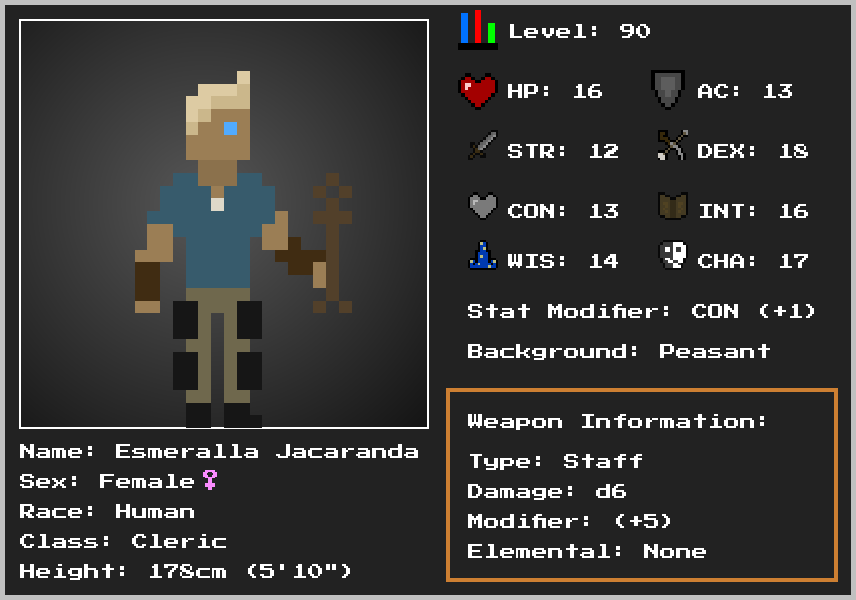 Level: 90
HP: 16 AC: 13
STR: 12 DEX: 18
CON: 13 INT: 16
WIS: 14 CHA: 17
Stat Modifier: CON (+1)
Background: Peasant
Weapon Information:
Type: Staff
Damage: d6
Modifier: (+5)
Elemental: None
Name: Esmeralla Jacaranda
Sex: Female♀
Race: Human
Class: Cleric
Height: 178cm (5'10")